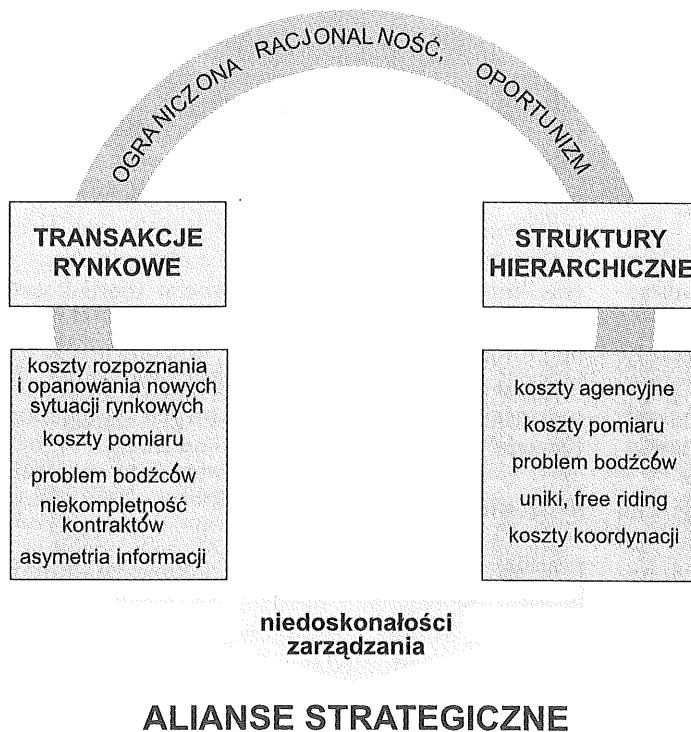 OGRANICZONA RACJONALNOŚĆ, OPORTUNIZM
TRANSAKCJE
RYNKOWE
koszty rozpoznania
i opanowania nowych
sytuacji rynkowych
koszty pomiaru
problem bodźców
niekompletność
kontraktów
asymetria informacji
STRUKTURY
HIERARCHICZNE
koszty agencyjne
koszty pomiaru
problem bodźców
uniki, free riding
koszty koordynacji
niedoskonałości
zarządzania
ALIANSE STRATEGICZNE